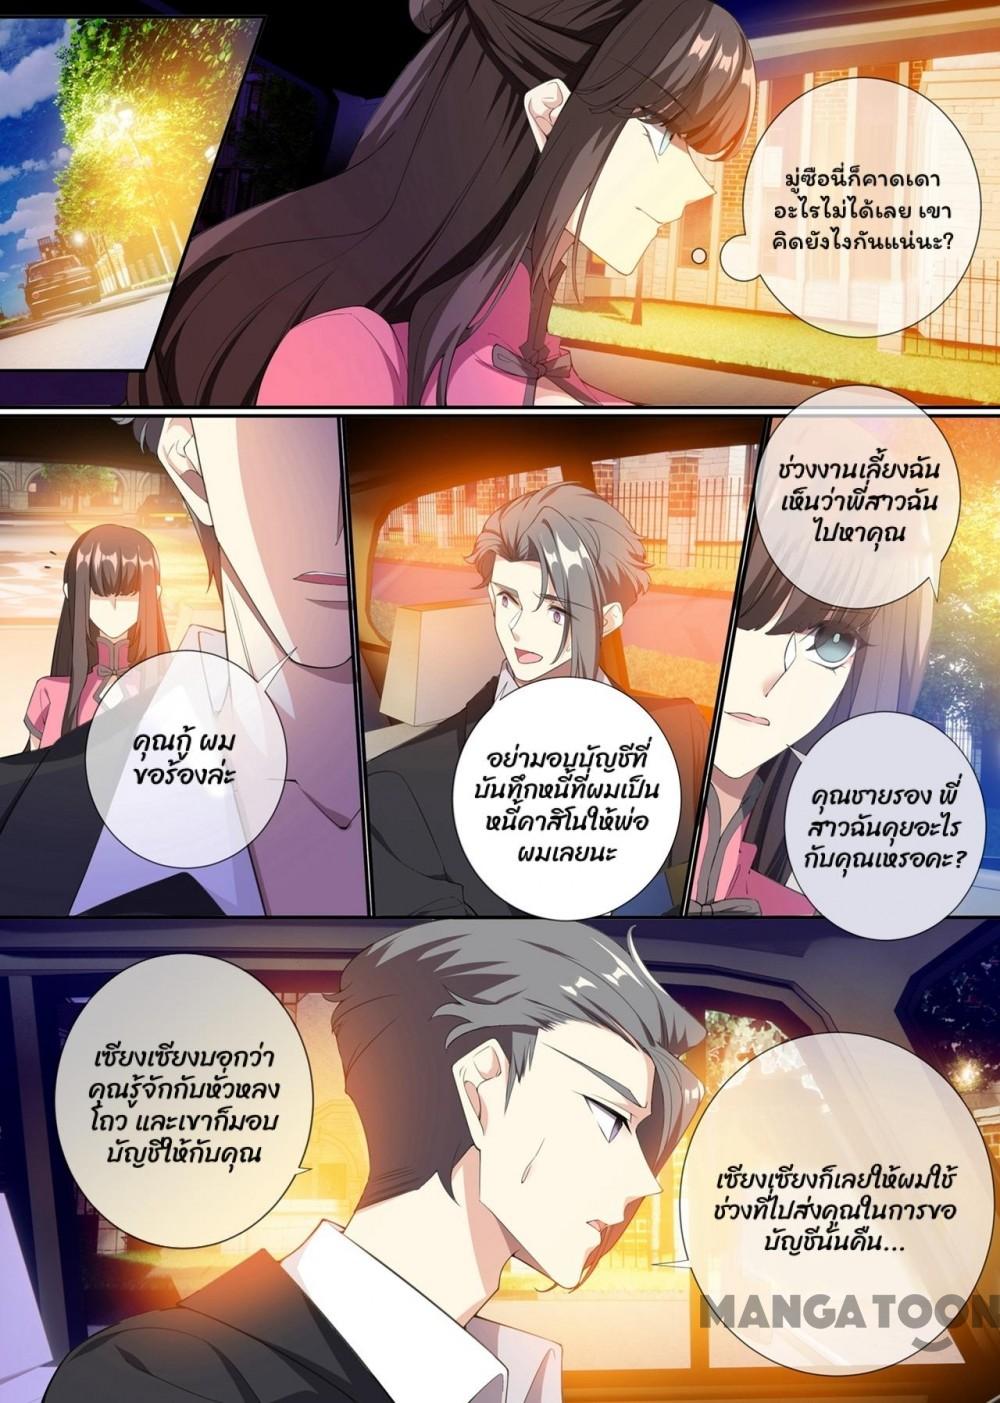 มู่ซือนี่ก็คาดเดา
อะไรไม่ได้เลย เขา
คิดยังไงกันแน่นะ?
ช่วงงานเลี้ยงฉัน
เห็นว่าพี่สาวฉัน
ไปหาคุณ
คุณชายรอง พี่
สาวฉันคุยอะไร
กับคุณเหรอคะ?
อย่ามอบบัญชีที่
บันทึกหนี้ที่ผมเป็น
หนี้คาสิโนให้พ่อ
ผมเลยนะ
คุณกู้ ผม
ขอร้องล่ะ
เซียงเซียงบอกว่า
คุณรู้จักกับหั่วหลง
โถว และเขาก็มอบ
บัญชีให้กับคุณ
เซียงเซียงก็เลยให้ผมใช้
ช่วงที่ไปส่งคุณในการขอ
บัญชีนั้นคืน...
MANGATOON